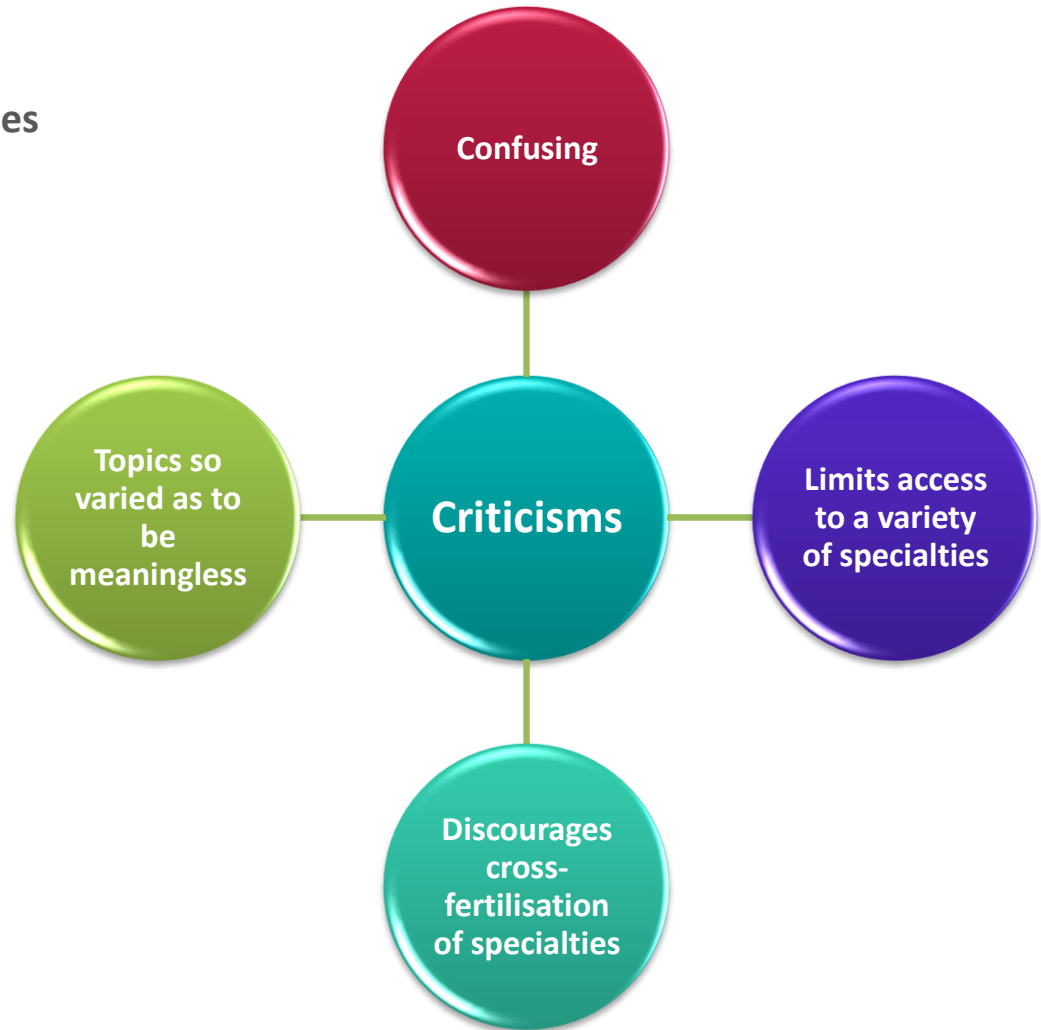 es
Confusing
Topics so
varied as to
be
meaningless
Criticisms
Limits access
to a variety
of specialties
Discourages
cross-
fertilisation
of specialties